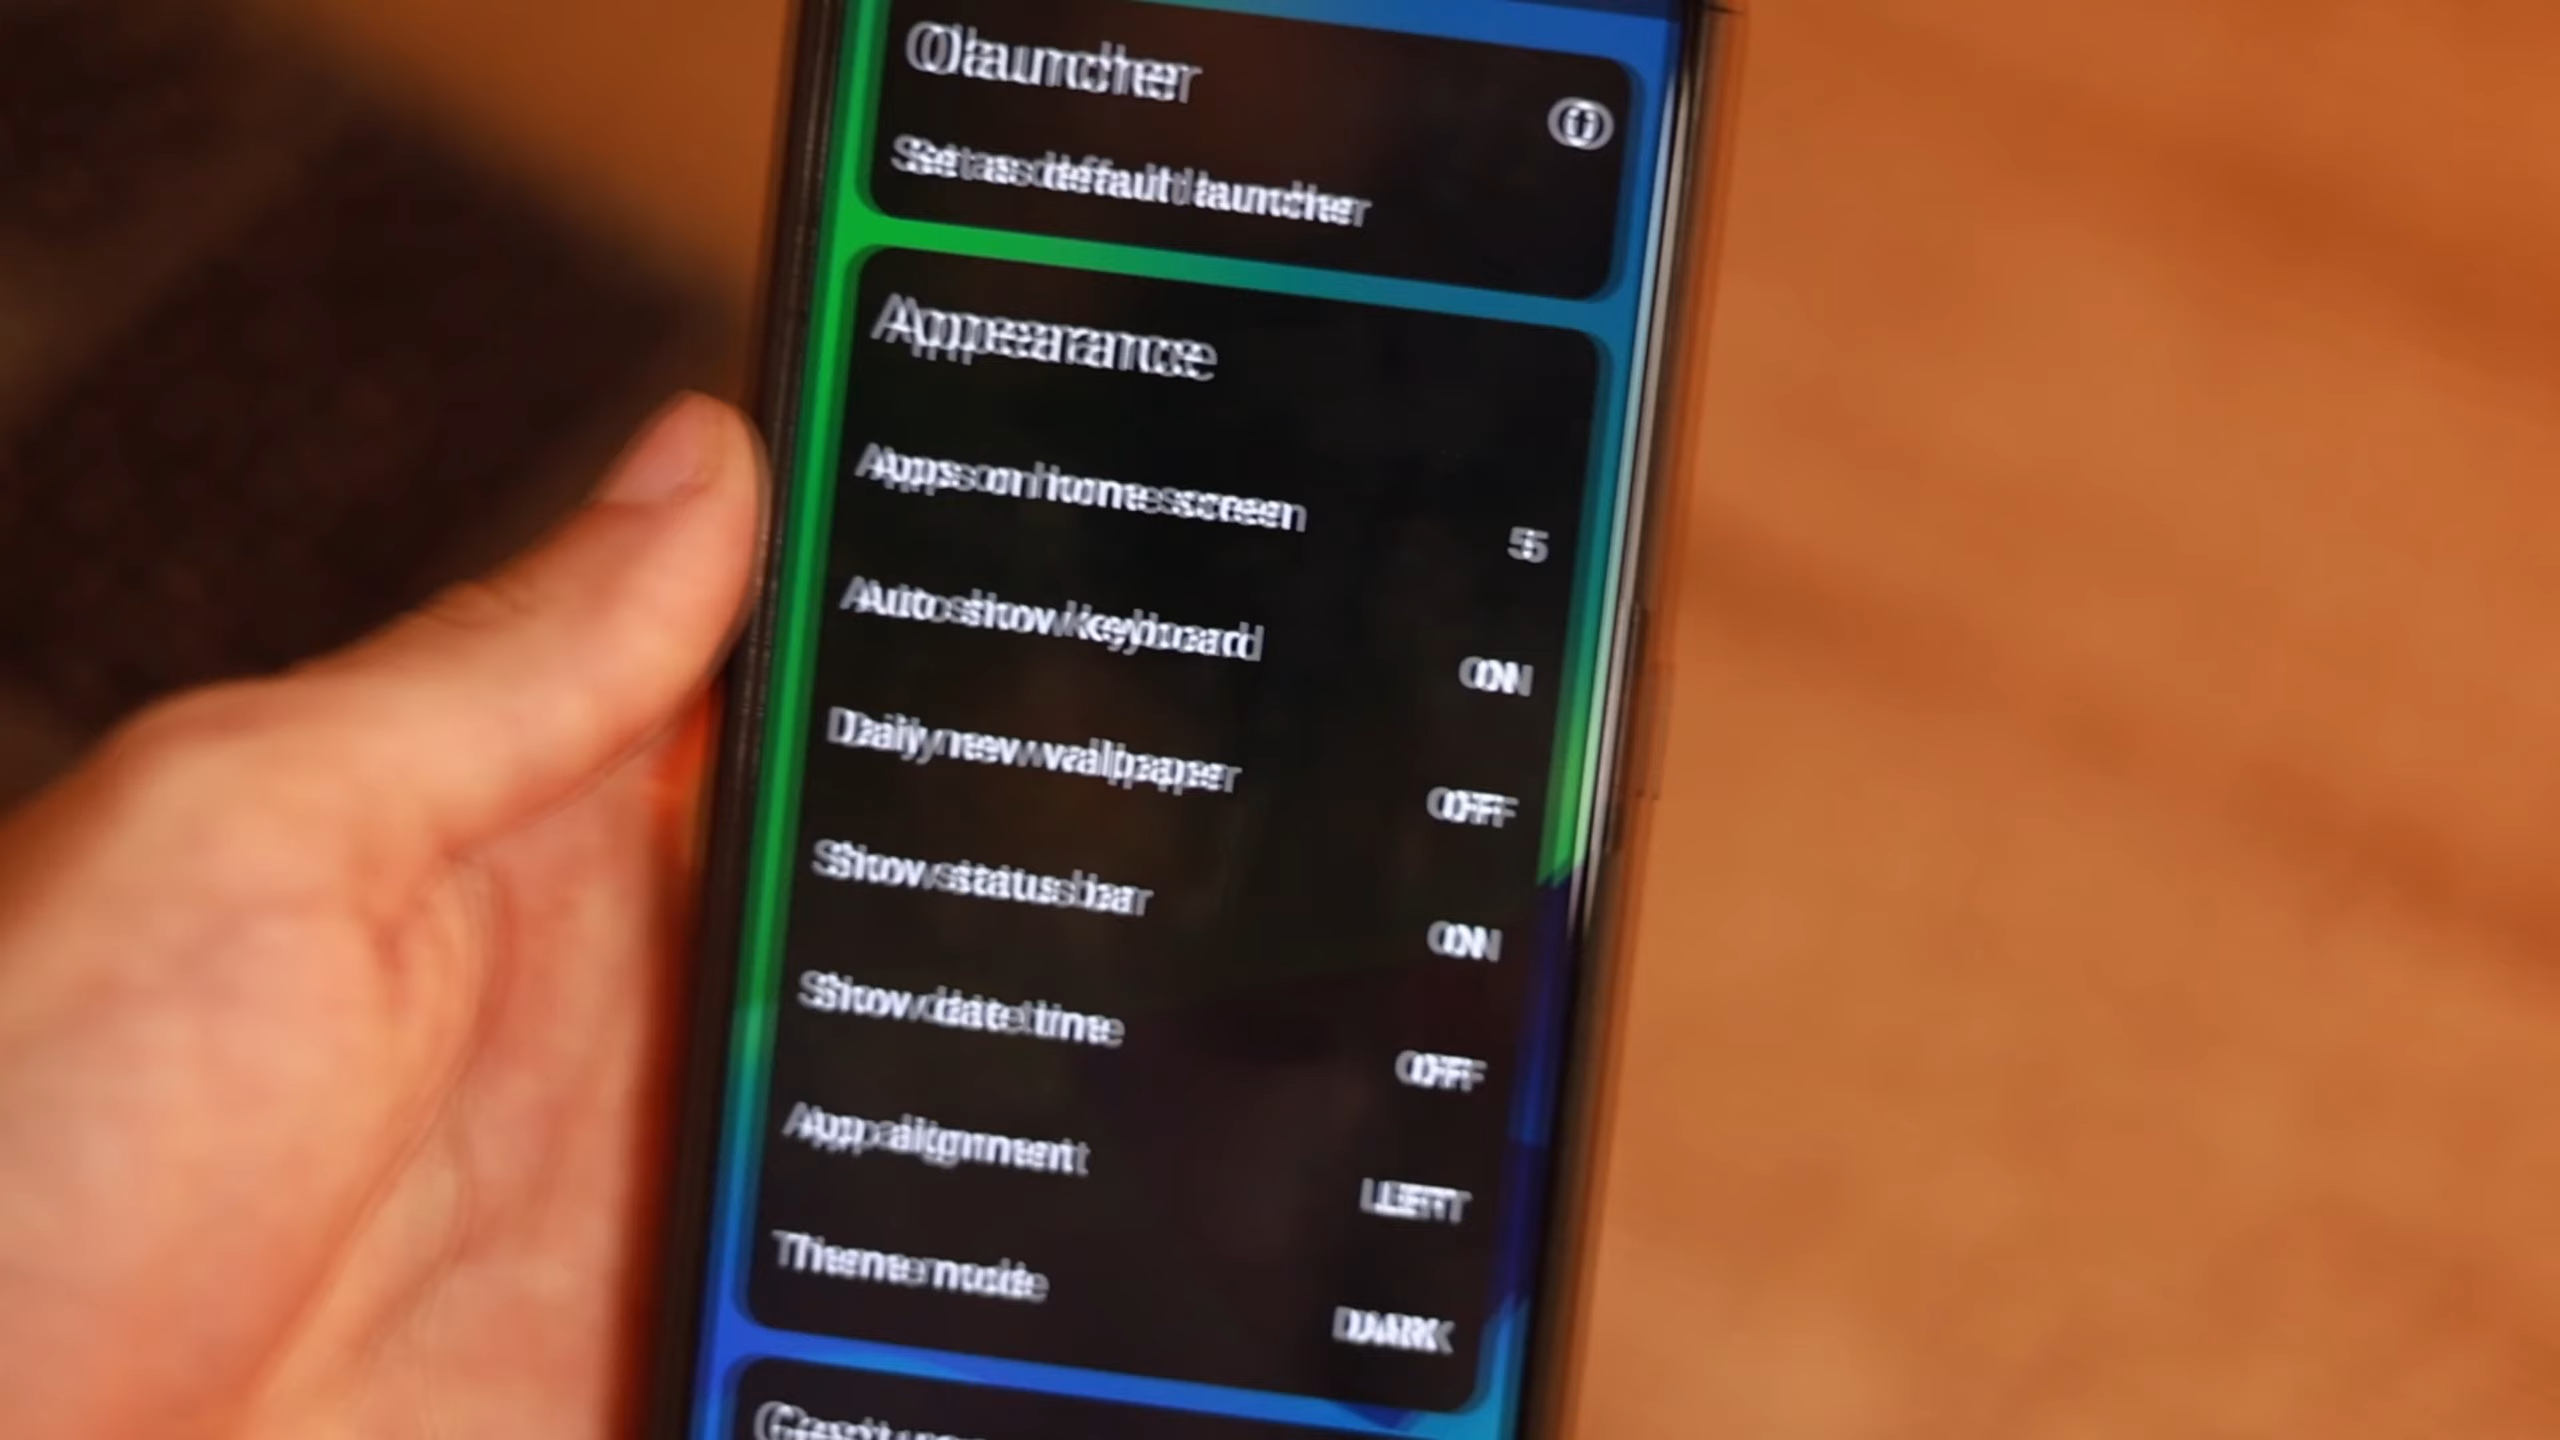 Olauncher
Set as default launcher
Appearance
Apps on home screen 5
Auto show keyboard ON
Daily new wallpaper OFF
Show status bar ON
Show date time OFF
App alignment LEFT
Theme mode DARK
Gestures